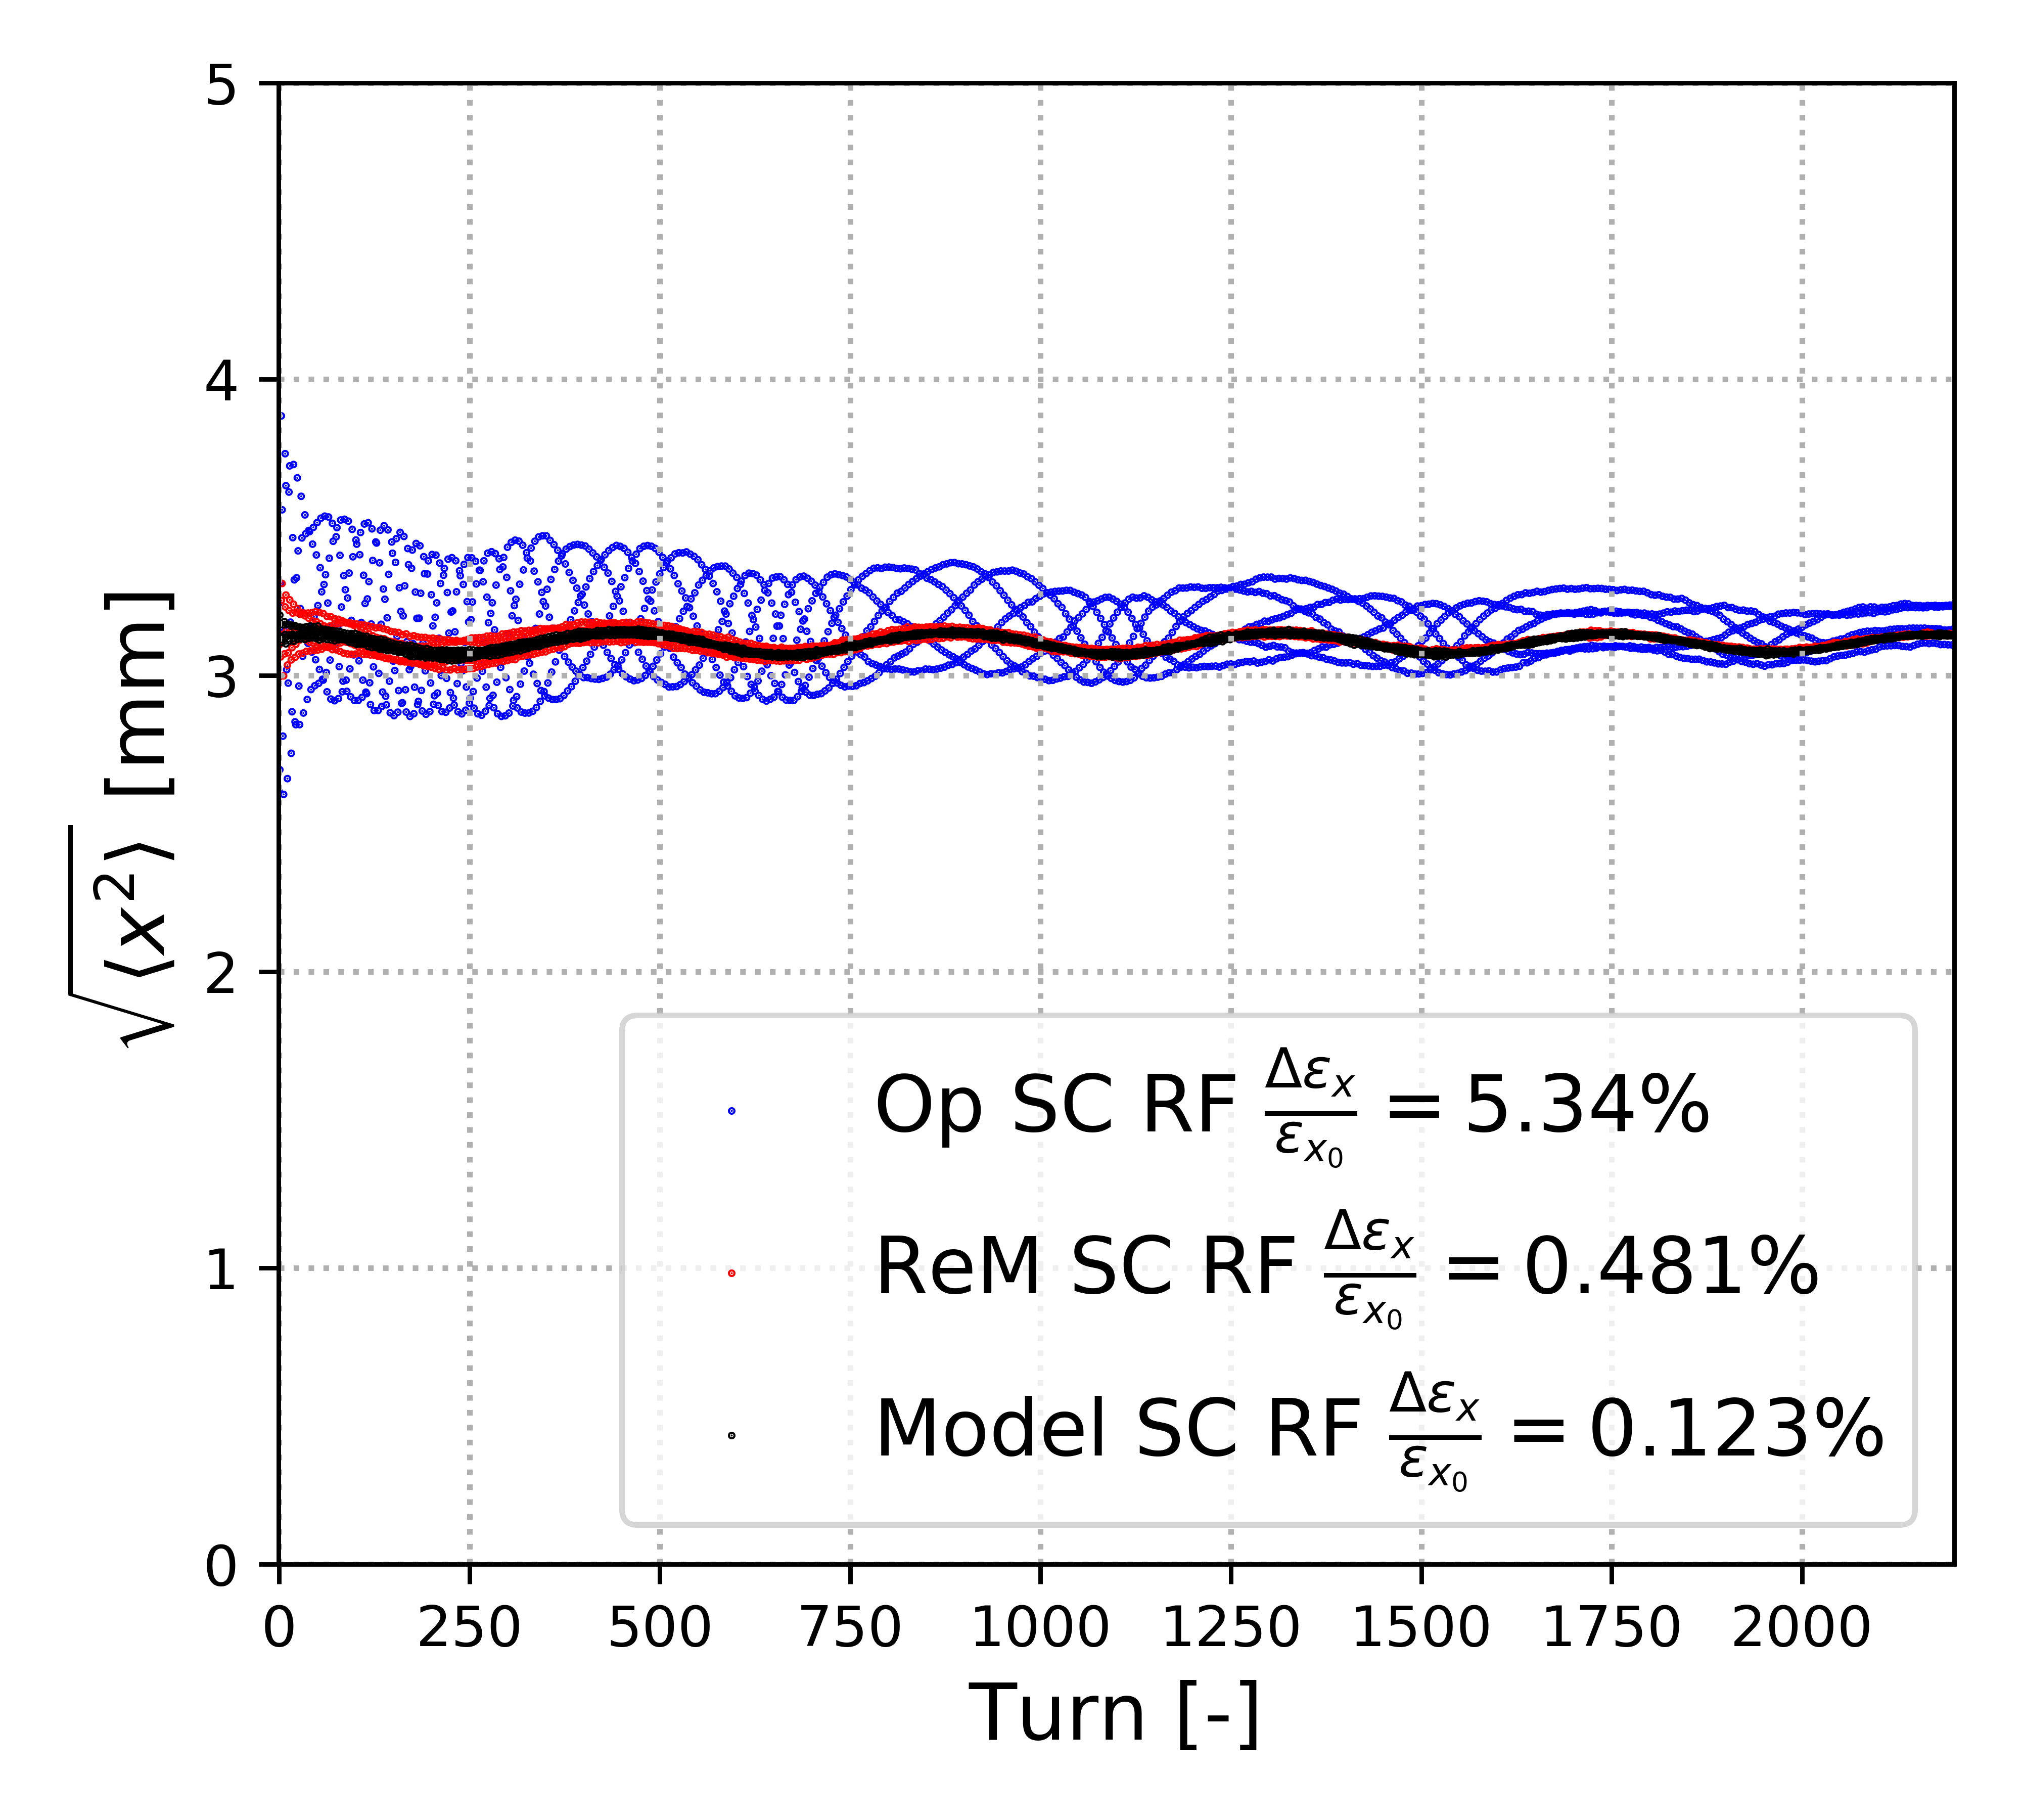 5
4
3
2
1
0
√⟨x²⟩ [mm]
Op SC RF Δεₓ/εₓ₀ = 5.34%
ReM SC RF Δεₓ/εₓ₀ = 0.481%
Model SC RF Δεₓ/εₓ₀ = 0.123%
0 250 500 750 1000 1250 1500 1750 2000
Turn [-]